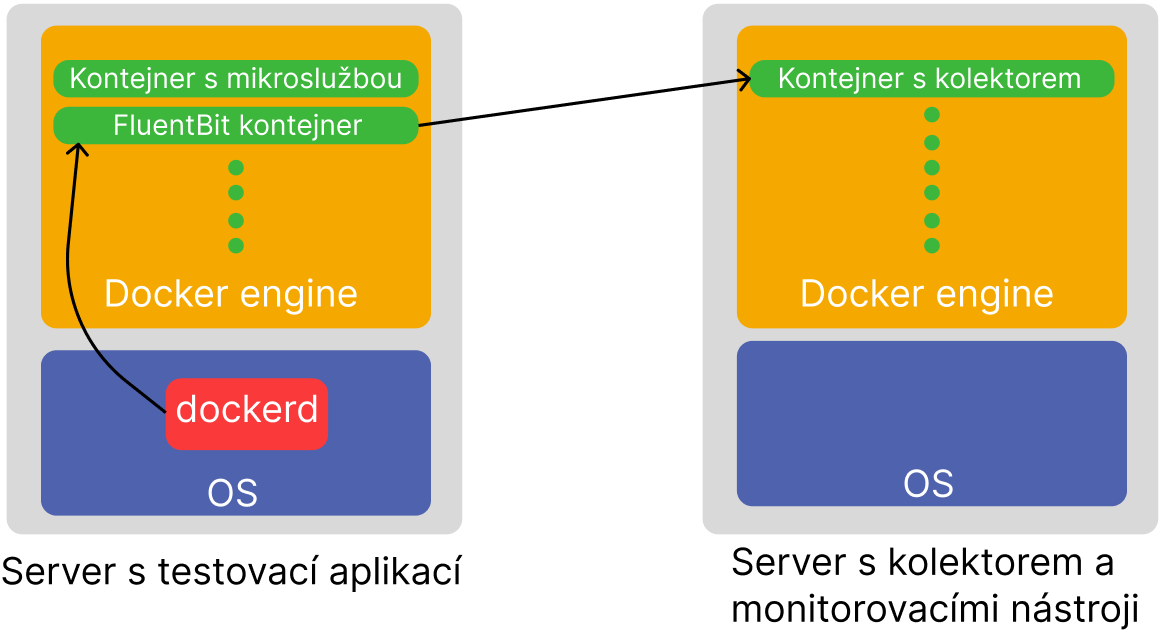 Kontejner s mikroslužbou
FluentBit kontejner
Docker engine
dockerd
OS
Server s testovací aplikací
Kontejner s kolektorem
Docker engine
OS
Server s kolektorem a
monitorovacími nástroji